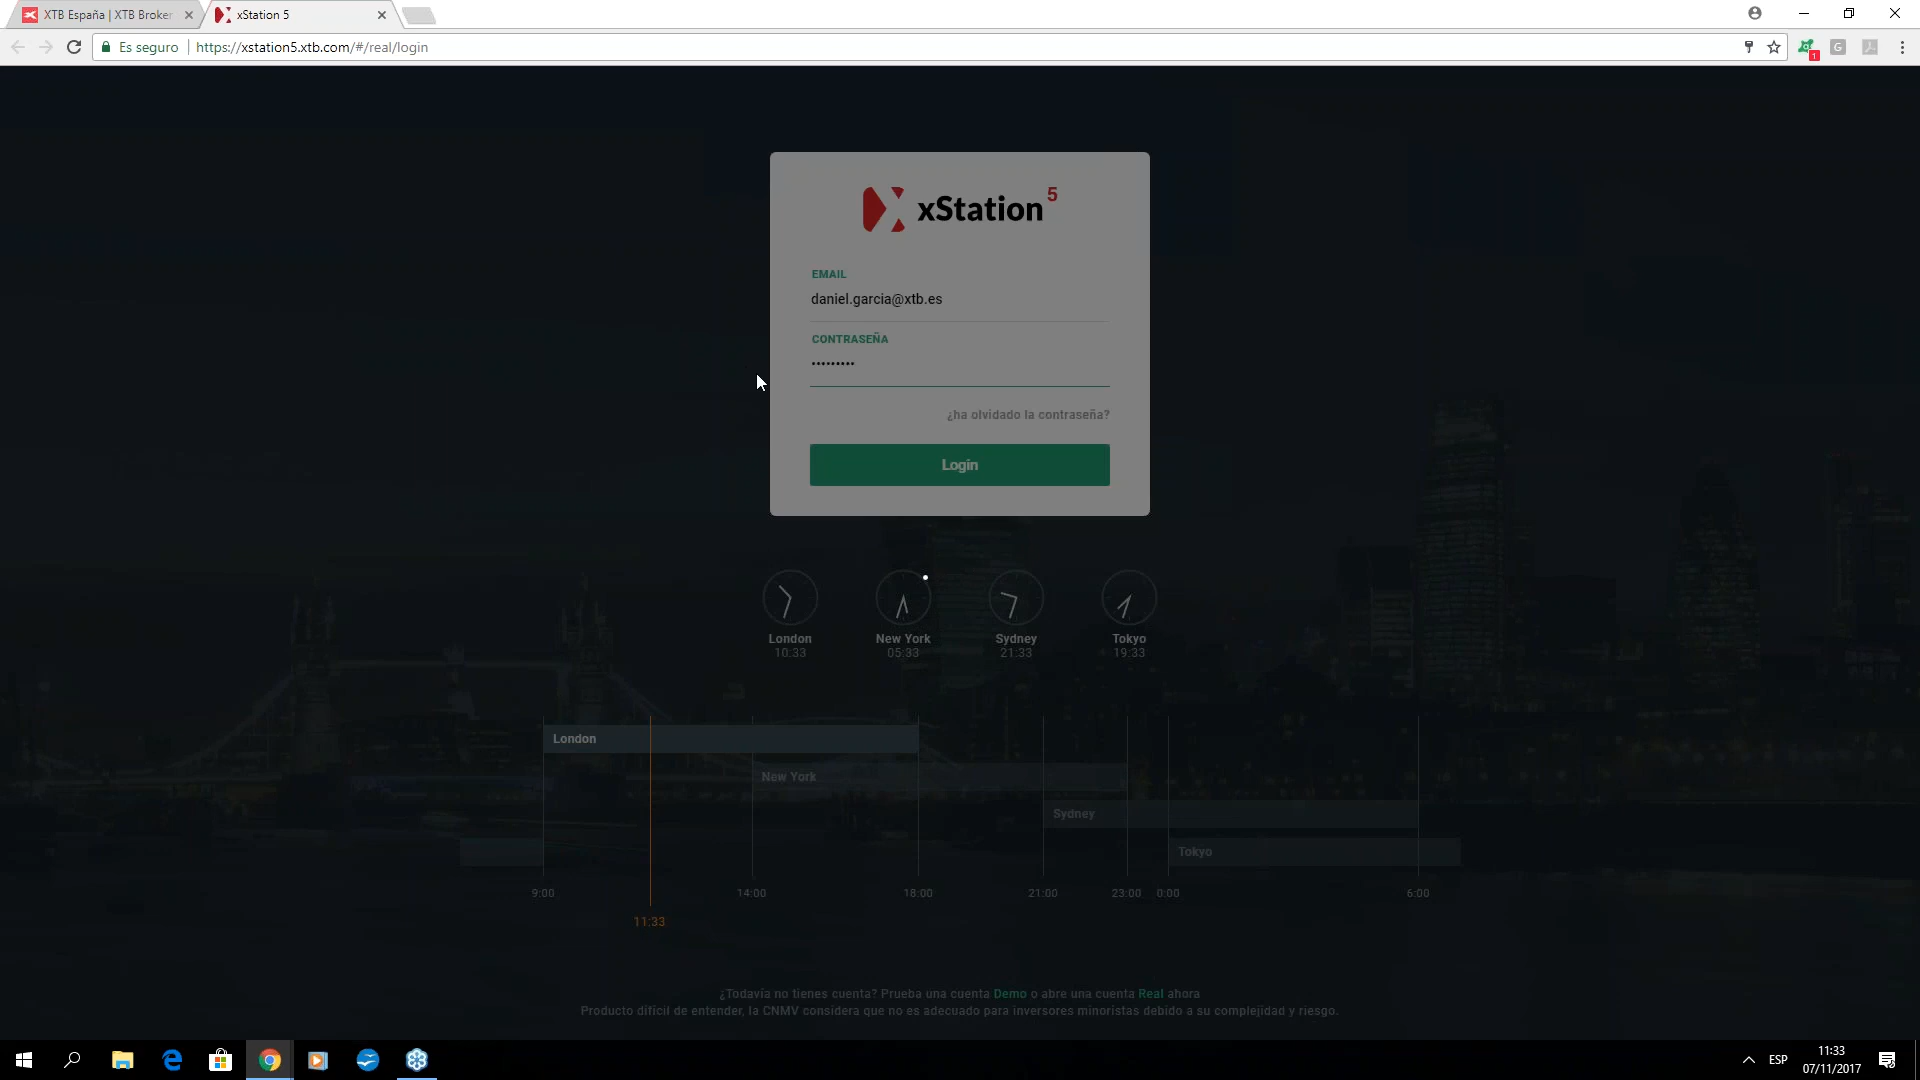 XTB España | XTB Broker
xStation 5
Es seguro
https://xstation5.xtb.com/#/real/login
1
G
xStation 5
EMAIL
daniel.garcia@xtb.es
CONTRASEÑA
•••••••••
¿ha olvidado la contraseña?
Login
London
10:33
New York
05:33
Sydney
21:33
Tokyo
19:33
London
New York
Sydney
Tokyo
9:00 14:00 18:00 21:00 23:00 0:00 6:00
11:33
¿Todavía no tienes cuenta? Prueba una cuenta Demo o abre una cuenta Real ahora
Producto difícil de entender, la CNMV considera que no es adecuado para inversores minoristas debido a su complejidad y riesgo.
ESP
11:33
07/11/2017